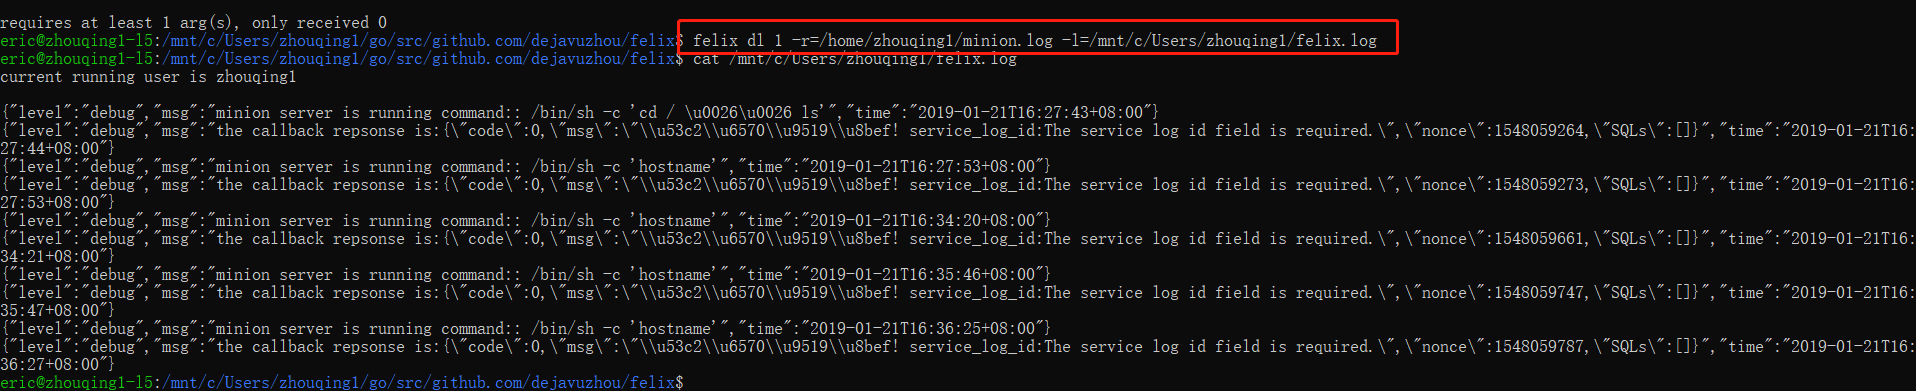 requires at least 1 arg(s), only received 0
eric@zhouqing1-l5:/mnt/c/Users/zhouqing1/go/src/github.com/dejavuzhou/felix$ felix dl 1 -r=/home/zhouqing1/minion.log -l=/mnt/c/Users/zhouqing1/felix.log
eric@zhouqing1-l5:/mnt/c/Users/zhouqing1/go/src/github.com/dejavuzhou/felix$ cat /mnt/c/Users/zhouqing1/felix.log
current running user is zhouqing1
{"level":"debug","msg":"minion server is running command:: /bin/sh -c 'cd / \u0026\u0026 ls'","time":"2019-01-21T16:27:43+08:00"}
{"level":"debug","msg":"the callback repsonse is:{\"code\":0,\"msg\":\"\\u53c2\\u6570\\u9519\\u8bef! service_log_id:The service log id field is required.\",\"nonce\":1548059264,\"SQLs\":[]}","time":"2019-01-21T16:
27:44+08:00"}
{"level":"debug","msg":"minion server is running command:: /bin/sh -c 'hostname'","time":"2019-01-21T16:27:53+08:00"}
{"level":"debug","msg":"the callback repsonse is:{\"code\":0,\"msg\":\"\\u53c2\\u6570\\u9519\\u8bef! service_log_id:The service log id field is required.\",\"nonce\":1548059273,\"SQLs\":[]}","time":"2019-01-21T16:
27:53+08:00"}
{"level":"debug","msg":"minion server is running command:: /bin/sh -c 'hostname'","time":"2019-01-21T16:34:20+08:00"}
{"level":"debug","msg":"the callback repsonse is:{\"code\":0,\"msg\":\"\\u53c2\\u6570\\u9519\\u8bef! service_log_id:The service log id field is required.\",\"nonce\":1548059661,\"SQLs\":[]}","time":"2019-01-21T16:
34:21+08:00"}
{"level":"debug","msg":"minion server is running command:: /bin/sh -c 'hostname'","time":"2019-01-21T16:35:46+08:00"}
{"level":"debug","msg":"the callback repsonse is:{\"code\":0,\"msg\":\"\\u53c2\\u6570\\u9519\\u8bef! service_log_id:The service log id field is required.\",\"nonce\":1548059747,\"SQLs\":[]}","time":"2019-01-21T16:
35:47+08:00"}
{"level":"debug","msg":"minion server is running command:: /bin/sh -c 'hostname'","time":"2019-01-21T16:36:25+08:00"}
{"level":"debug","msg":"the callback repsonse is:{\"code\":0,\"msg\":\"\\u53c2\\u6570\\u9519\\u8bef! service_log_id:The service log id field is required.\",\"nonce\":1548059787,\"SQLs\":[]}","time":"2019-01-21T16:
36:27+08:00"}
eric@zhouqing1-l5:/mnt/c/Users/zhouqing1/go/src/github.com/dejavuzhou/felix$